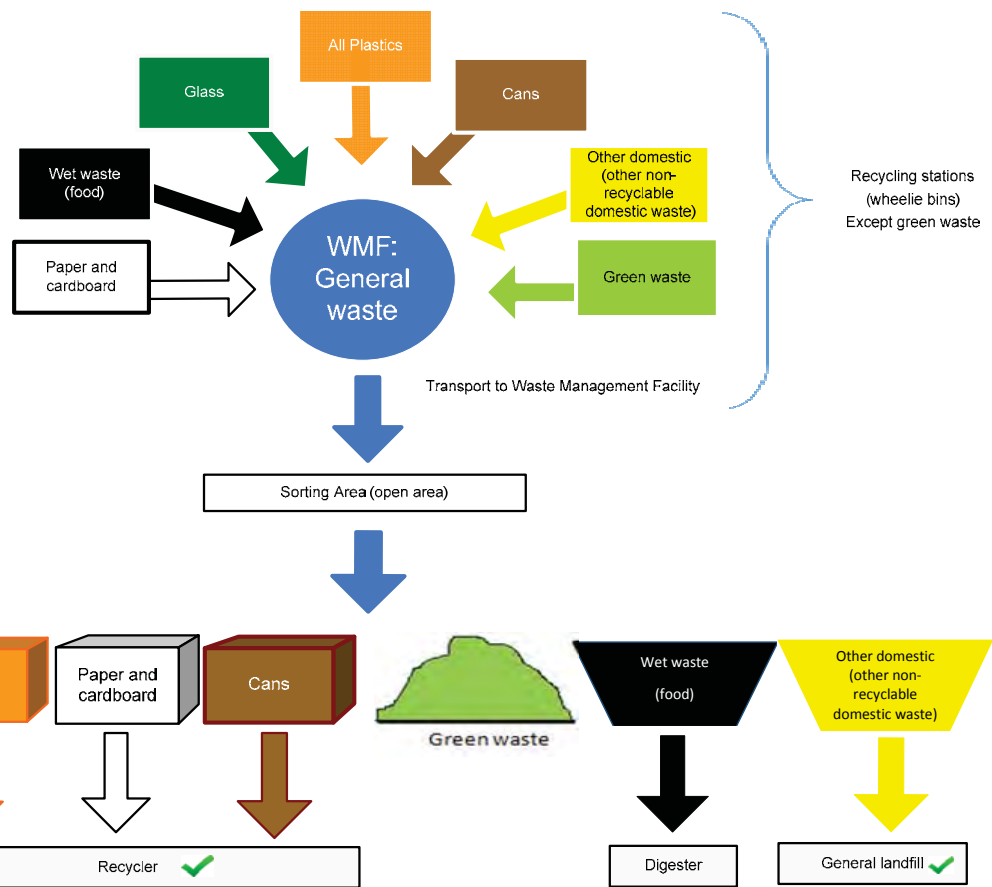 All Plastics
Glass
Cans
Wet waste
(food)
Other domestic
(other non-
recyclable
domestic waste)
Recycling stations
(wheelie bins)
Except green waste
Paper and
cardboard
WMF:
General
waste
Green waste
Transport to Waste Management Facility
Sorting Area (open area)
Paper and
cardboard
Cans
Green waste
Wet waste
(food)
Other domestic
(other non-
recyclable
domestic waste)
Recycler
Digester
General landfill